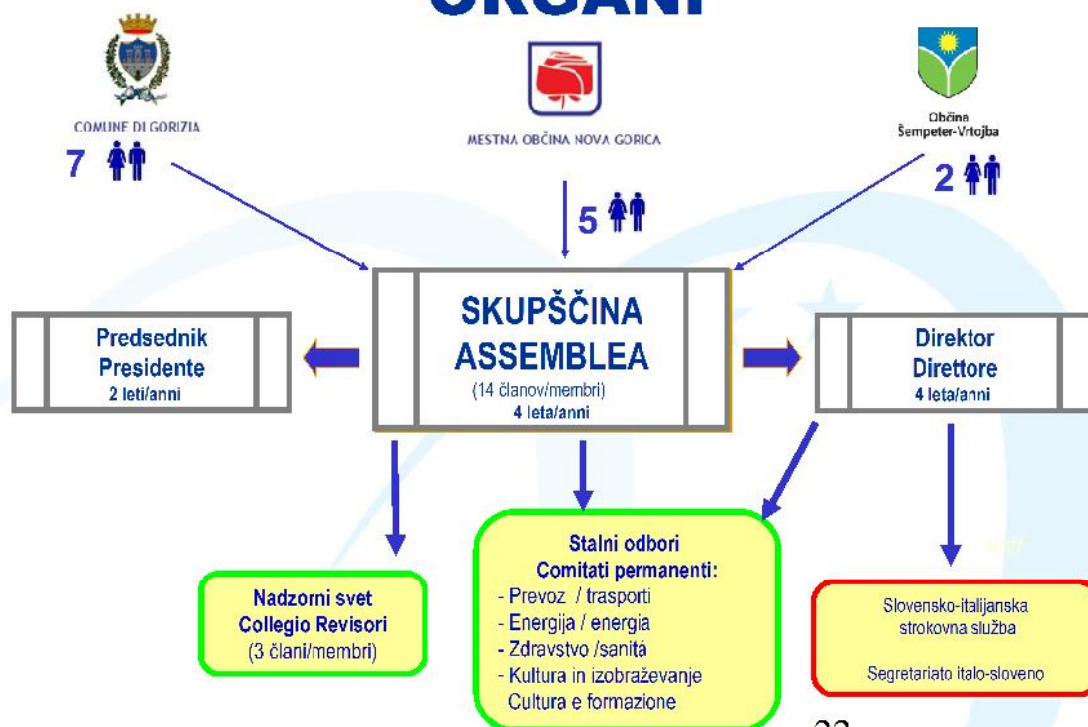 ORGANI
COMUNE DI GORIZIA
7
MESTNA OBČINA NOVA GORICA
5
Občina
Šempeter-Vrtojba
2
Predsednik
Presidente
2 leti/anni
SKUPŠČINA
ASSEMBLEA
(14 članov/membri)
4 leta/anni
Direktor
Direttore
4 leta/anni
Nadzorni svet
Collegio Revisori
(3 člani/membri)
Stalni odbori
Comitati permanenti:
- Prevoz / trasporti
- Energija / energia
- Zdravstvo /sanitá
- Kultura in izobraževanje
Cultura e formazione
Slovensko-italijanska
strokovna služba
Segretariato italo-sloveno